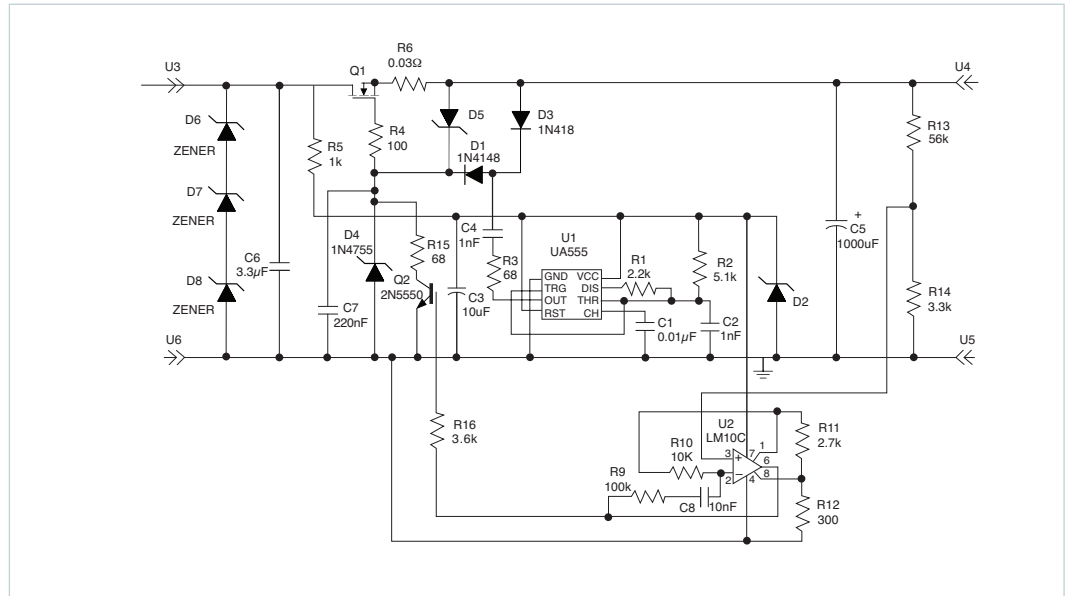 U3
Q1
R6
0.03Ω
U4
D6
ZENER
D7
ZENER
D8
ZENER
R5
1k
R4
100
D5
D3
1N418
D1
1N4148
R13
56k
C6
3.3µF
C7
220nF
D4
1N4755
R15
68
Q2
2N5550
C4
1nF
R3
68
C3
10uF
U1
UA555
GND VCC
TRG DIS
OUT THR
RST CH
R1
2.2k
R2
5.1k
C1
0.01µF
C2
1nF
D2
+
C5
1000uF
R14
3.3k
U6
U5
R16
3.6k
U2
LM10C
R10
10K
R9
100k
C8
10nF
3
+
2
−
7
1
6
8
4
R11
2.7k
R12
300